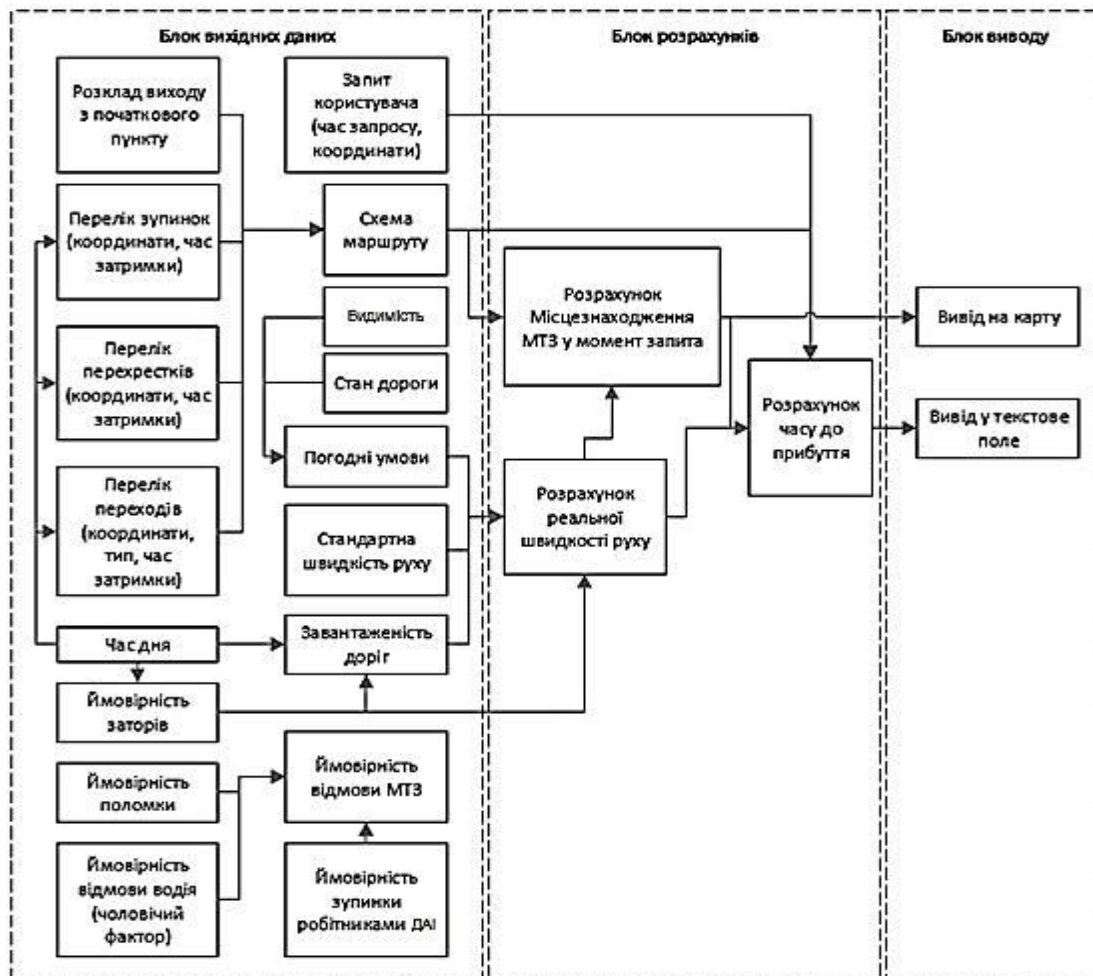 Блок вихідних даних
Блок розрахунків
Блок виводу
Розклад виходу
з початкового
пункту
Запит
користувача
(час запросу,
координати)
Перелік зупинок
(координати, час
затримки)
Схема
маршруту
Розрахунок
Місцезнаходження
МТЗ у момент запита
Видимість
Вивід на карту
Перелік
перехрестків
(координати, час
затримки)
Стан дороги
Розрахунок
часу до
прибуття
Вивід у текстове
поле
Погодні умови
Перелік
переходів
(координати,
тип, час
затримки)
Стандартна
швидкість руху
Розрахунок
реальної
швидкості руху
Час дня
Завантаженість
доріг
Ймовірність
заторів
Ймовірність
поломки
Ймовірність
відмови МТЗ
Ймовірність
відмови водія
(чоловічий
фактор)
Ймовірність
зупинки
робітниками ДАІ